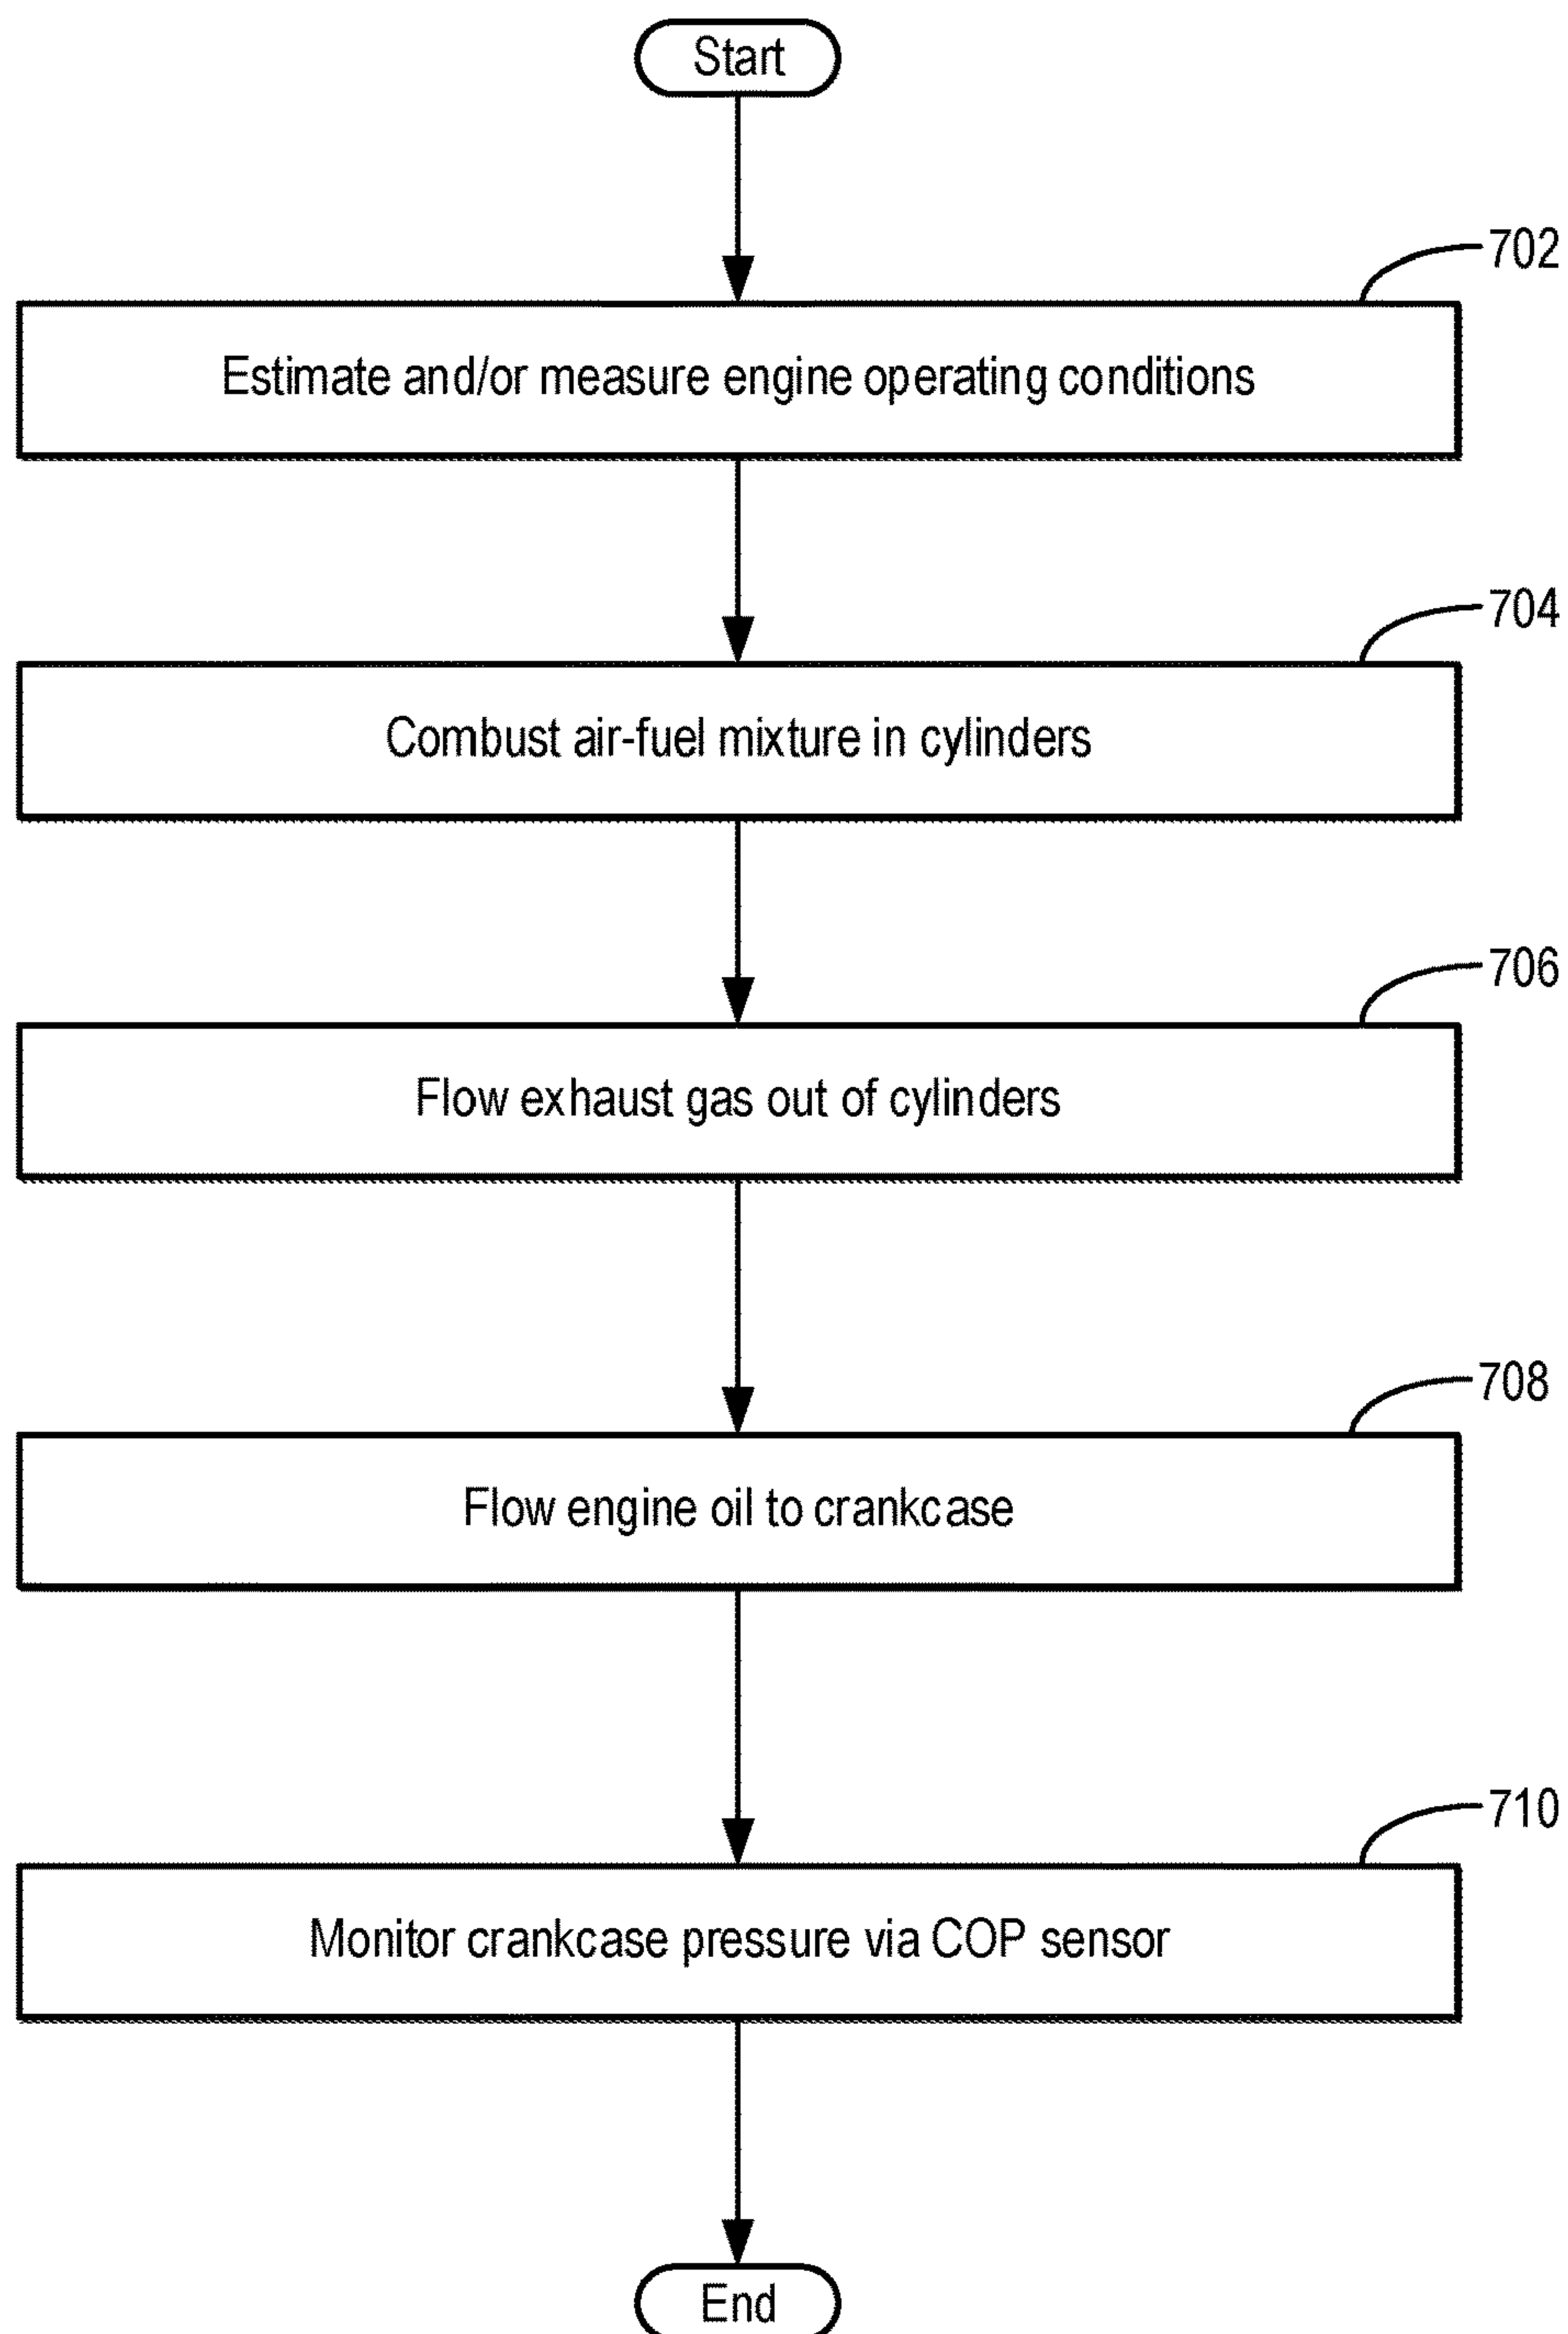 Start
702
Estimate and/or measure engine operating conditions
704
Combust air-fuel mixture in cylinders
706
Flow exhaust gas out of cylinders
708
Flow engine oil to crankcase
710
Monitor crankcase pressure via COP sensor
End